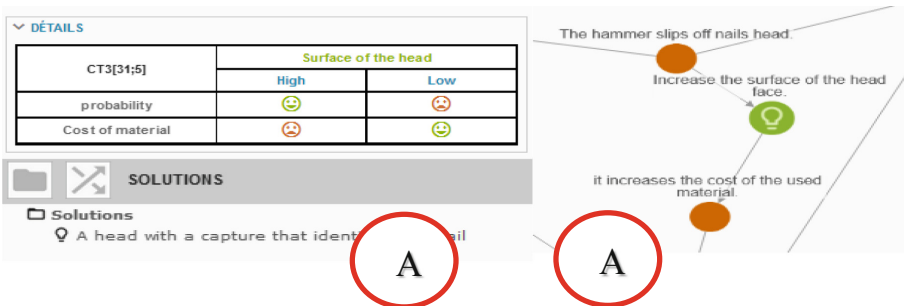 DÉTAILS
CT3[31;5]
Surface of the head
High
Low
probability
Cost of material
SOLUTIONS
Solutions
A head with a capture that
A
The hammer slips off nails head.
Increase the surface of the head
face.
it increases the cost of the used
material.
A